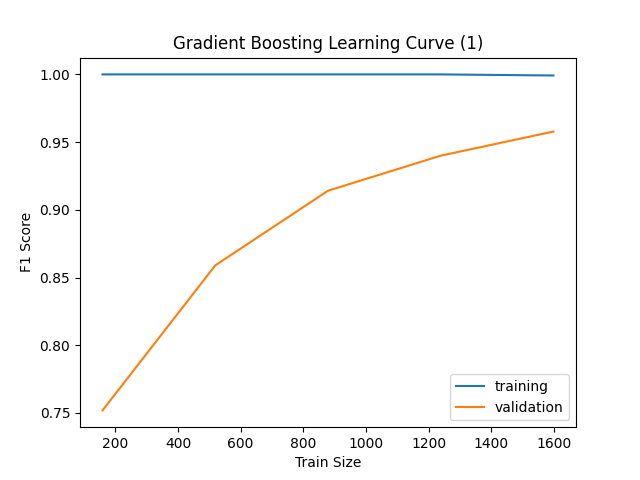 Gradient Boosting Learning Curve (1)
1.00
0.95
0.90
0.85
0.80
0.75
F1 Score
training
validation
200
400
600
800
1000
1200
1400
1600
Train Size